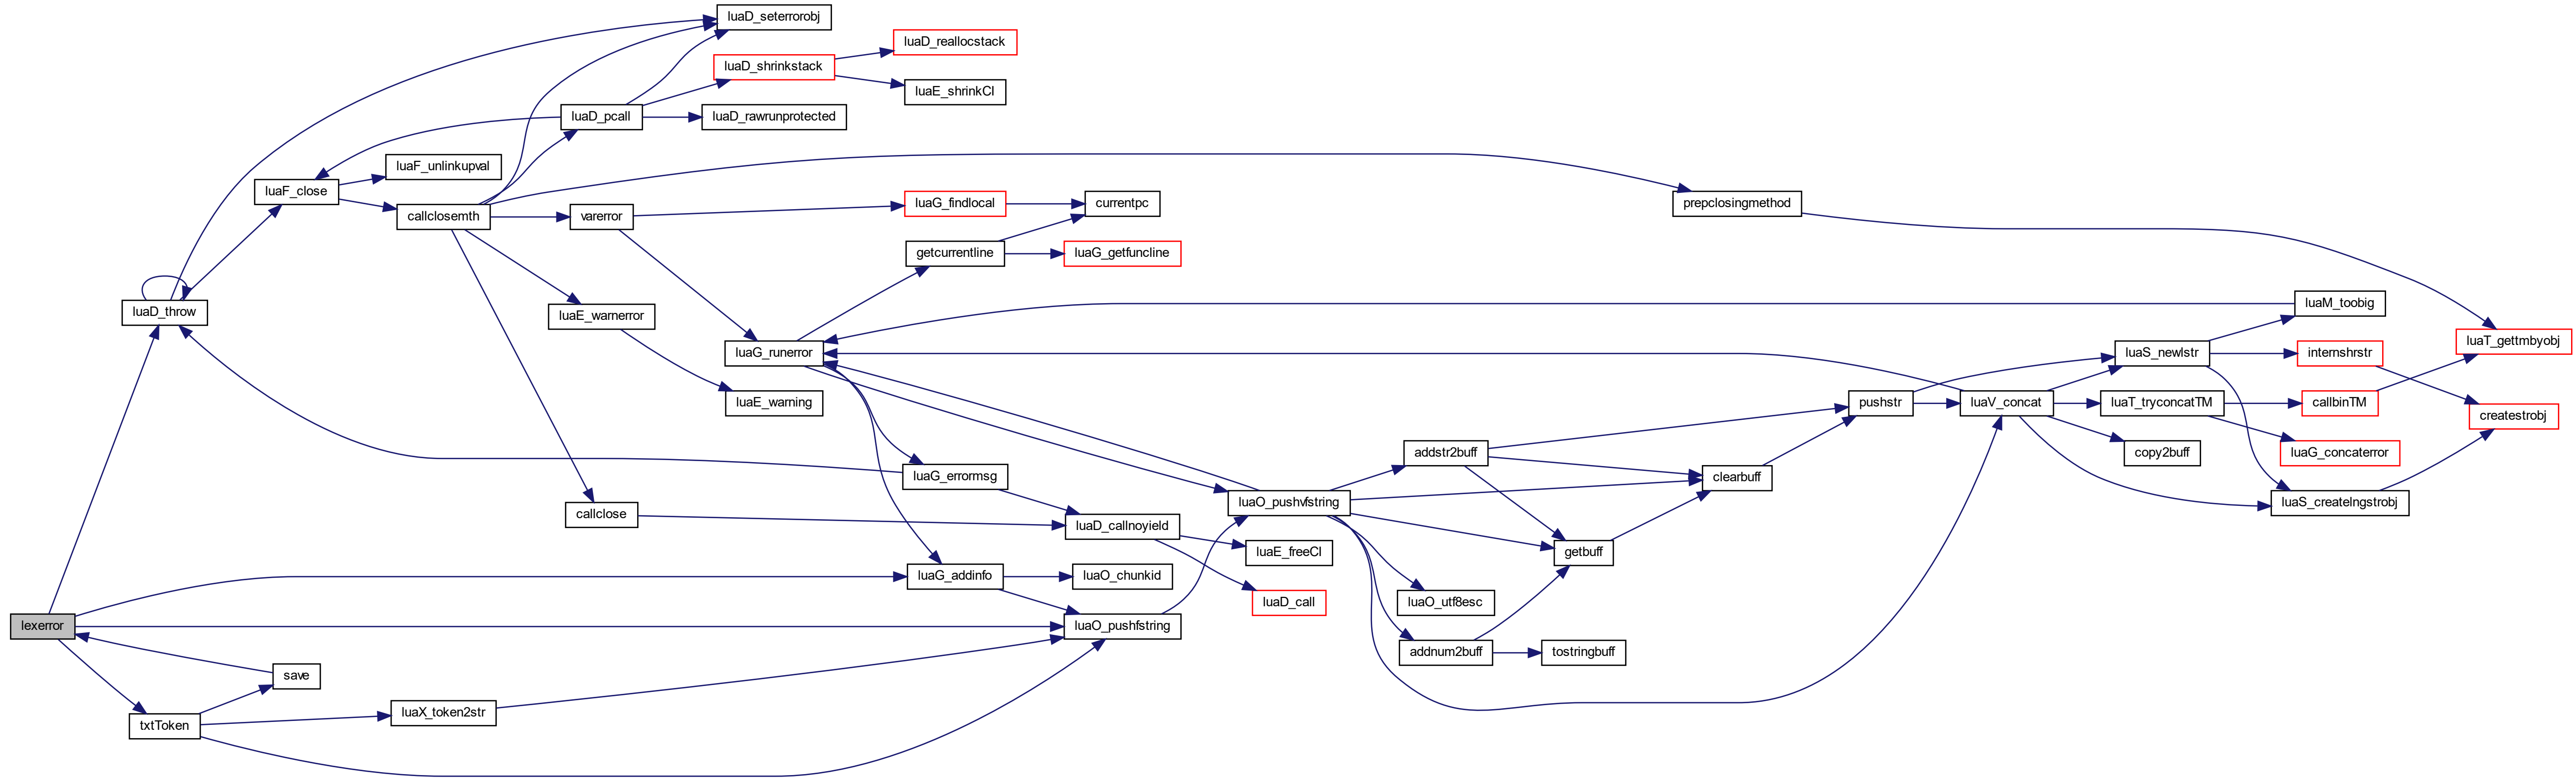 luaD_seterrorobj
luaD_reallocstack
luaD_shrinkstack
luaE_shrinkCI
luaD_pcall
luaD_rawrunprotected
luaF_unlinkupval
luaF_close
callclosemth
varerror
luaG_findlocal
currentpc
prepclosingmethod
getcurrentline
luaG_getfuncline
luaD_throw
luaE_warnerror
luaM_toobig
luaG_runerror
luaS_newlstr
internshrstr
luaT_gettmbyobj
luaE_warning
pushstr
luaV_concat
luaT_tryconcatTM
callbinTM
createstrobj
addstr2buff
copy2buff
luaG_concaterror
luaG_errormsg
clearbuff
luaO_pushvfstring
luaS_createlngstrobj
callclose
luaD_callnoyield
luaE_freeCI
getbuff
luaG_addinfo
luaO_chunkid
luaD_call
luaO_utf8esc
lexerror
luaO_pushfstring
addnum2buff
tostringbuff
save
luaX_token2str
txtToken